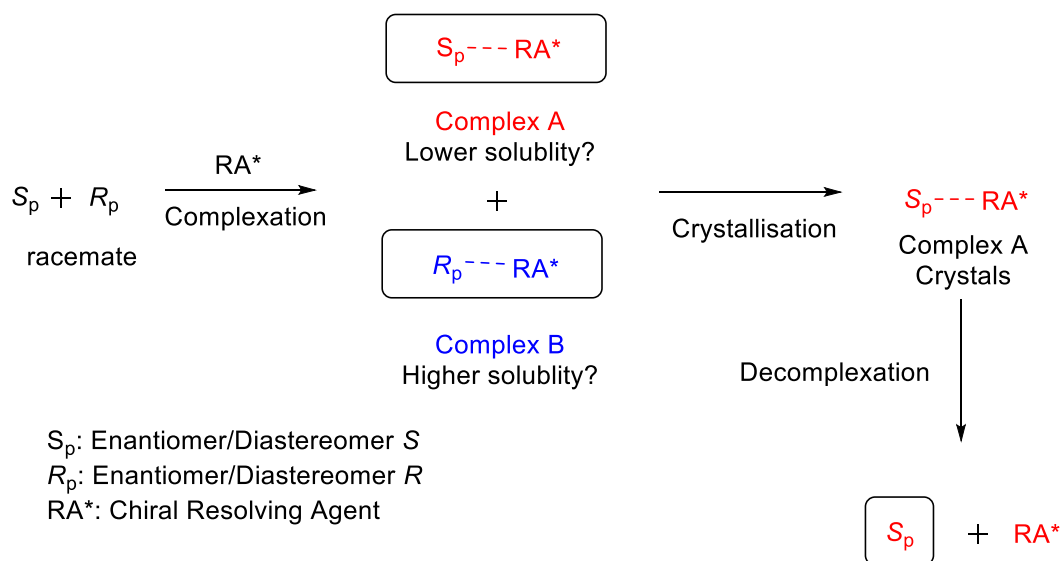 Sp---RA*
Complex A
Lower solublity?
Sp + Rp
racemate
RA*
Complexation
+
Rp---RA*
Complex B
Higher solublity?
Crystallisation
Sp---RA*
Complex A
Crystals
Decomplexation
Sp + RA*
Sp: Enantiomer/Diastereomer S
Rp: Enantiomer/Diastereomer R
RA*: Chiral Resolving Agent